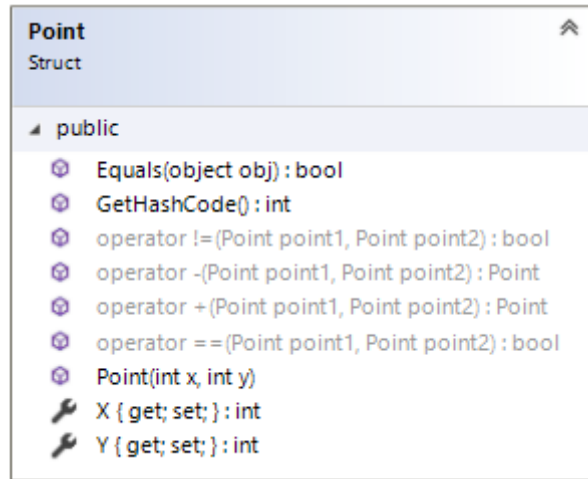 Point
Struct
public
Equals(object obj) : bool
GetHashCode() : int
operator !=(Point point1, Point point2) : bool
operator -(Point point1, Point point2) : Point
operator +(Point point1, Point point2) : Point
operator ==(Point point1, Point point2) : bool
Point(int x, int y)
X { get; set; } : int
Y { get; set; } : int